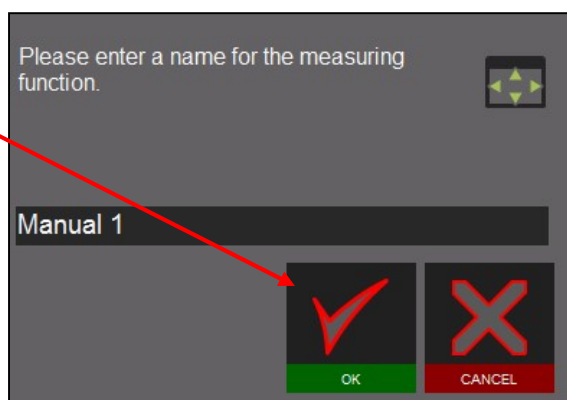 Please enter a name for the measuring
function.
Manual 1
OK
CANCEL